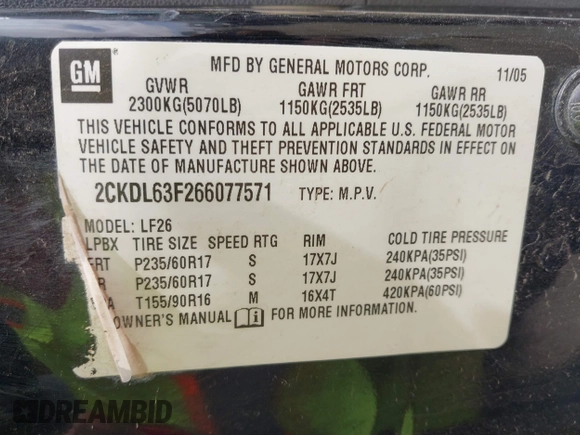 GM
MFD BY GENERAL MOTORS CORP. 11/05
GVWR GAWR FRT GAWR RR
2300KG(5070LB) 1150KG(2535LB) 1150KG(2535LB)
THIS VEHICLE CONFORMS TO ALL APPLICABLE U.S. FEDERAL MOTOR
VEHICLE SAFETY AND THEFT PREVENTION STANDARDS IN EFFECT ON
THE DATE OF MANUFACTURE SHOWN ABOVE.
2CKDL63F266077571 TYPE: M.P.V.
MODEL: LF26
LPBX TIRE SIZE SPEED RTG RIM COLD TIRE PRESSURE
FRT P235/60R17 S 17X7J 240KPA(35PSI)
R P235/60R17 S 17X7J 240KPA(35PSI)
A T155/90R16 M 16X4T 420KPA(60PSI)
OWNER'S MANUAL i FOR MORE INFORMATION.
DREAMBID